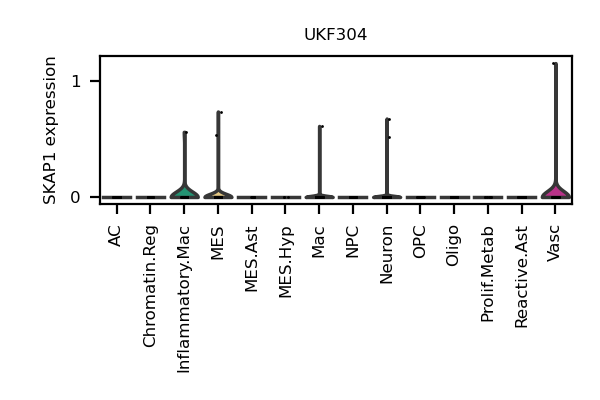 UKF304
SKAP1 expression
1
0
AC
Chromatin.Reg
Inflammatory.Mac
MES
MES.Ast
MES.Hyp
Mac
NPC
Neuron
OPC
Oligo
Prolif.Metab
Reactive.Ast
Vasc